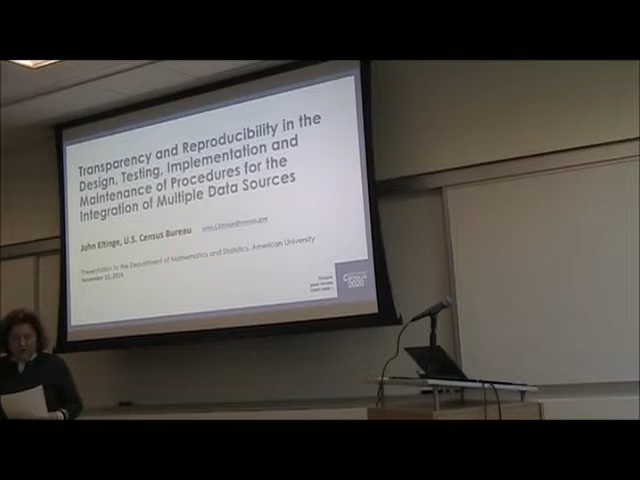 Transparency and Reproducibility in the
Design, Testing, Implementation and
Maintenance of Procedures for the
Integration of Multiple Data Sources
John Eltinge, U.S. Census Bureau
Presentation to the Department of Mathematics and Statistics, American University
Census
2020